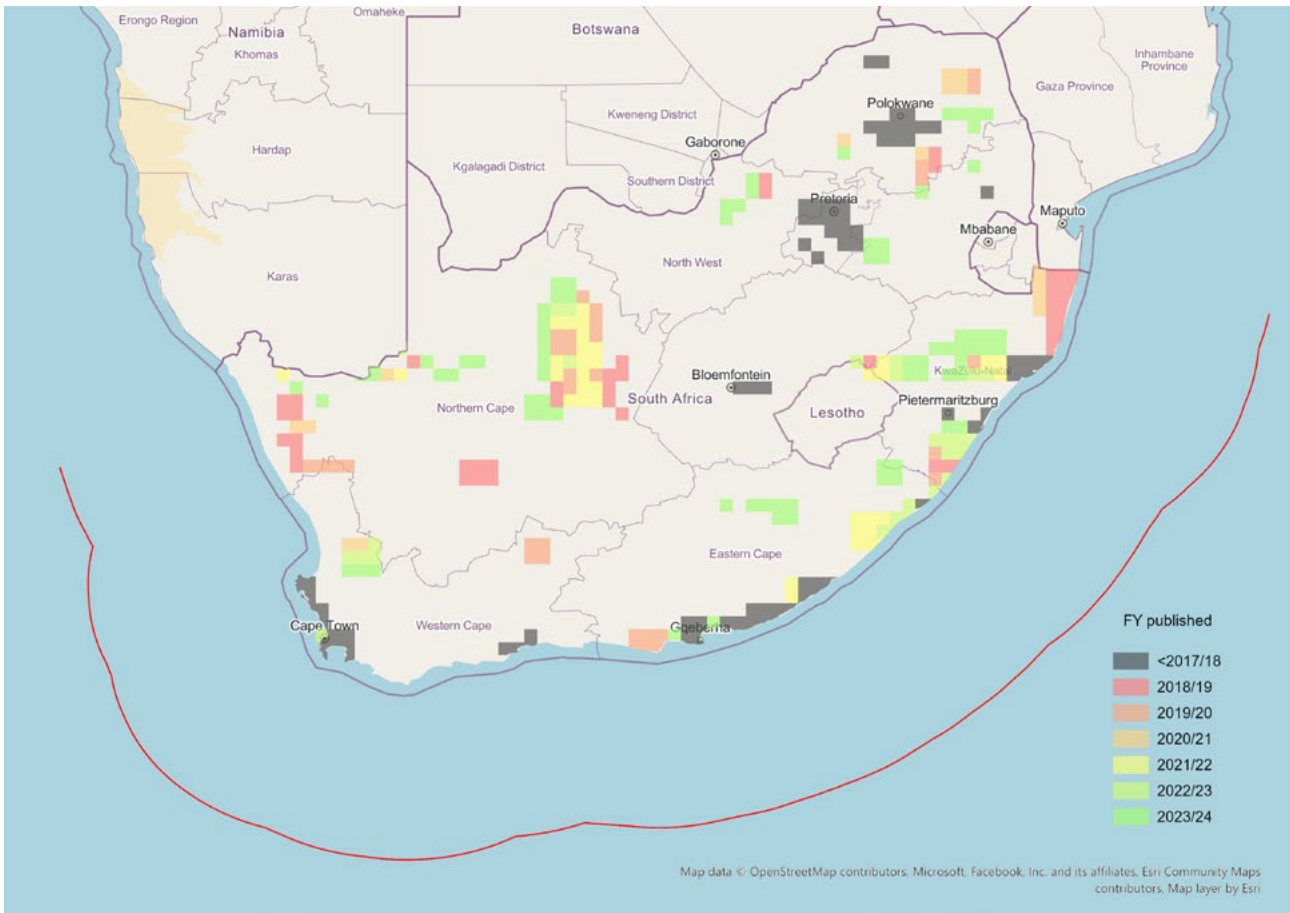 Erongo Region
Omaheke
Namibia
Khomas
Botswana
Inhambane
Province
Gaza Province
Polokwane
Kweneng District
Gaborone
Hardap
Kgalagadi District
Southern District
Pretoria
Maputo
Mbabane
North West
Karas
Bloemfontein
KwaZulu-Natal
Northern Cape
South Africa
Pietermaritzburg
Lesotho
Eastern Cape
Cape Town
Western Cape
Gqeberha
FY published
<2017/18
2018/19
2019/20
2020/21
2021/22
2022/23
2023/24
Map data © OpenStreetMap contributors, Microsoft, Facebook, Inc. and its affiliates, Esri Community Maps
contributors, Map layer by Esri